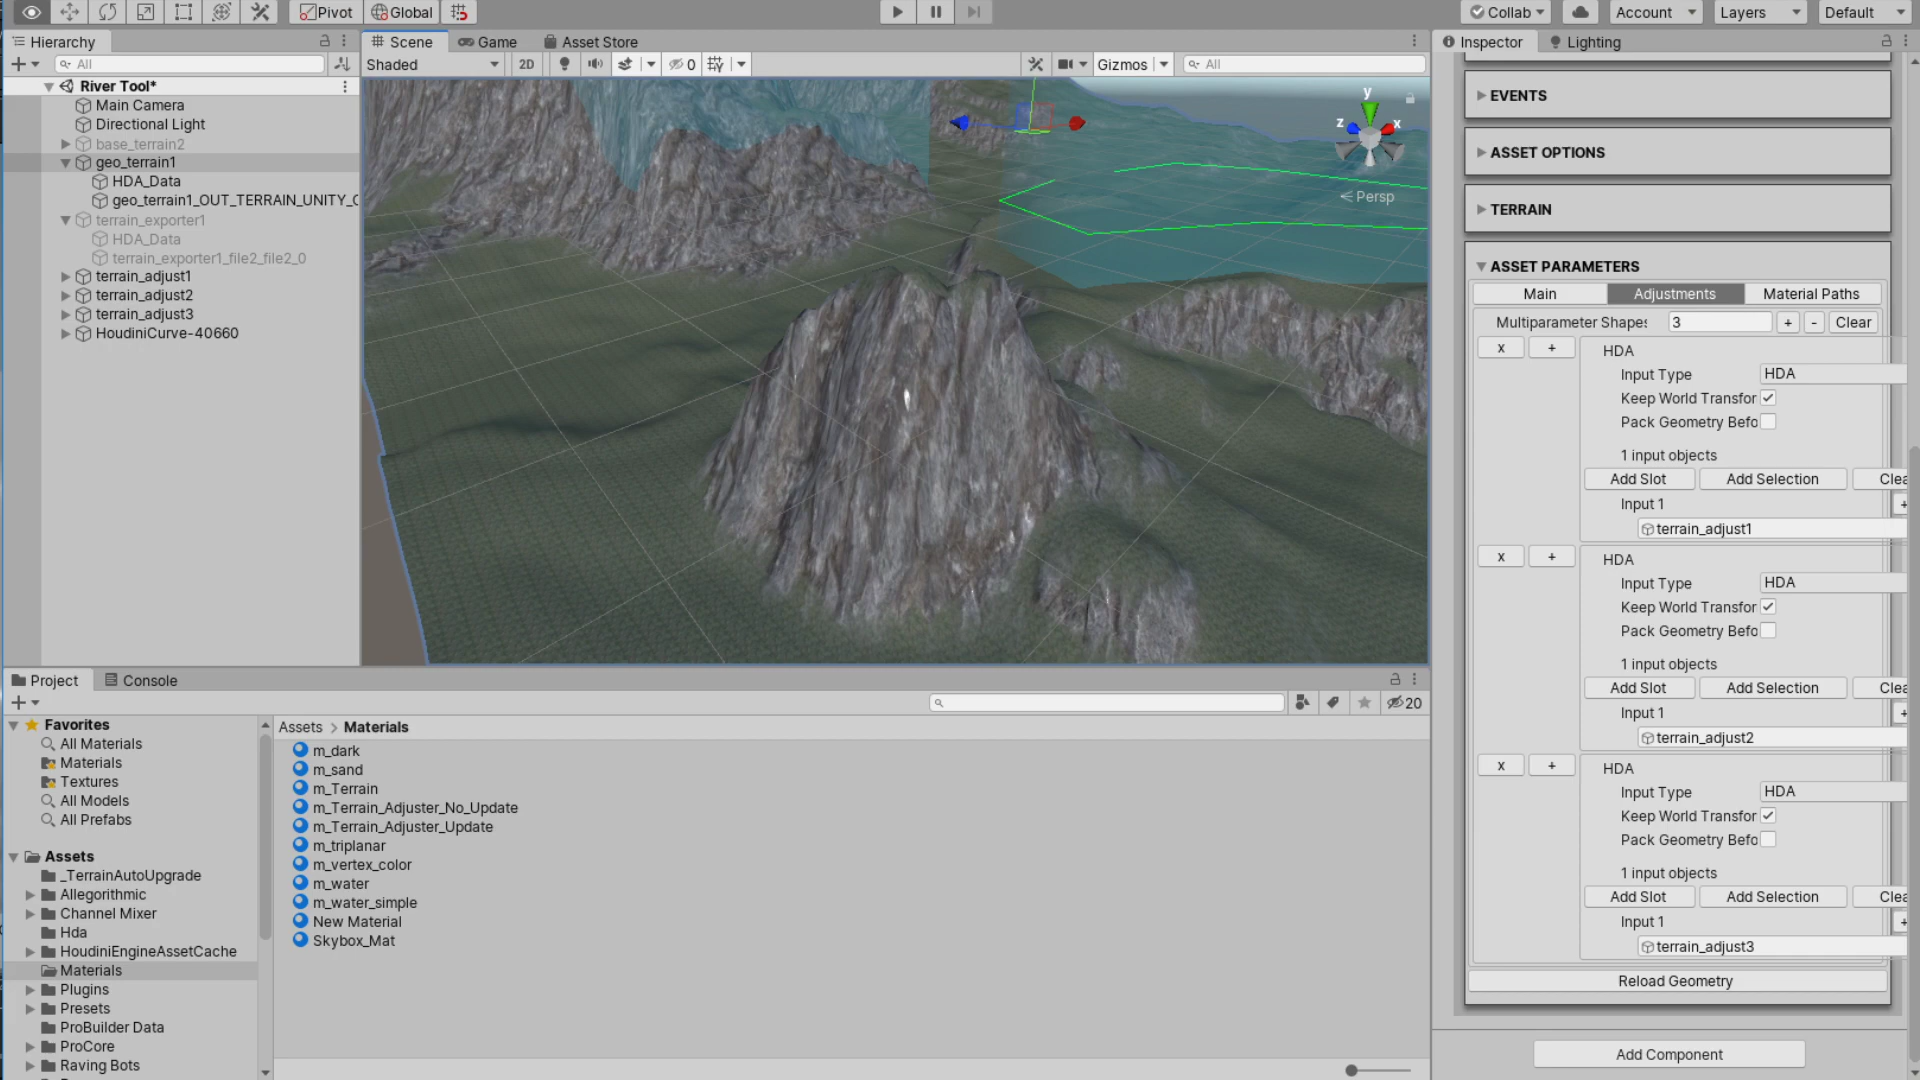 Pivot Global Collab Account Layers Default
Hierarchy
All
River Tool*
Main Camera
Directional Light
base_terrain2
geo_terrain1
HDA_Data
geo_terrain1_OUT_TERRAIN_UNITY_
terrain_exporter1
HDA_Data
terrain_exporter1_file2_file2_0
terrain_adjust1
terrain_adjust2
terrain_adjust3
HoudiniCurve-40660
Scene Game Asset Store
Shaded 2D 0 Gizmos All
y
z x
< Persp
Inspector Lighting
EVENTS
ASSET OPTIONS
TERRAIN
ASSET PARAMETERS
Main Adjustments Material Paths
Multiparameter Shapes 3 + - Clear
x + HDA
Input Type HDA
Keep World Transfor
Pack Geometry Befo
1 input objects
Add Slot Add Selection Clea
Input 1 +
terrain_adjust1
x + HDA
Input Type HDA
Keep World Transfor
Pack Geometry Befo
1 input objects
Add Slot Add Selection Clea
Input 1 +
terrain_adjust2
x + HDA
Input Type HDA
Keep World Transfor
Pack Geometry Befo
1 input objects
Add Slot Add Selection Clea
Input 1 +
terrain_adjust3
Reload Geometry
Add Component
Project Console
20
Favorites
All Materials
Materials
Textures
All Models
All Prefabs
Assets
_TerrainAutoUpgrade
Allegorithmic
Channel Mixer
Hda
HoudiniEngineAssetCache
Materials
Plugins
Presets
ProBuilder Data
ProCore
Raving Bots
Assets > Materials
m_dark
m_sand
m_Terrain
m_Terrain_Adjuster_No_Update
m_Terrain_Adjuster_Update
m_triplanar
m_vertex_color
m_water
m_water_simple
New Material
Skybox_Mat